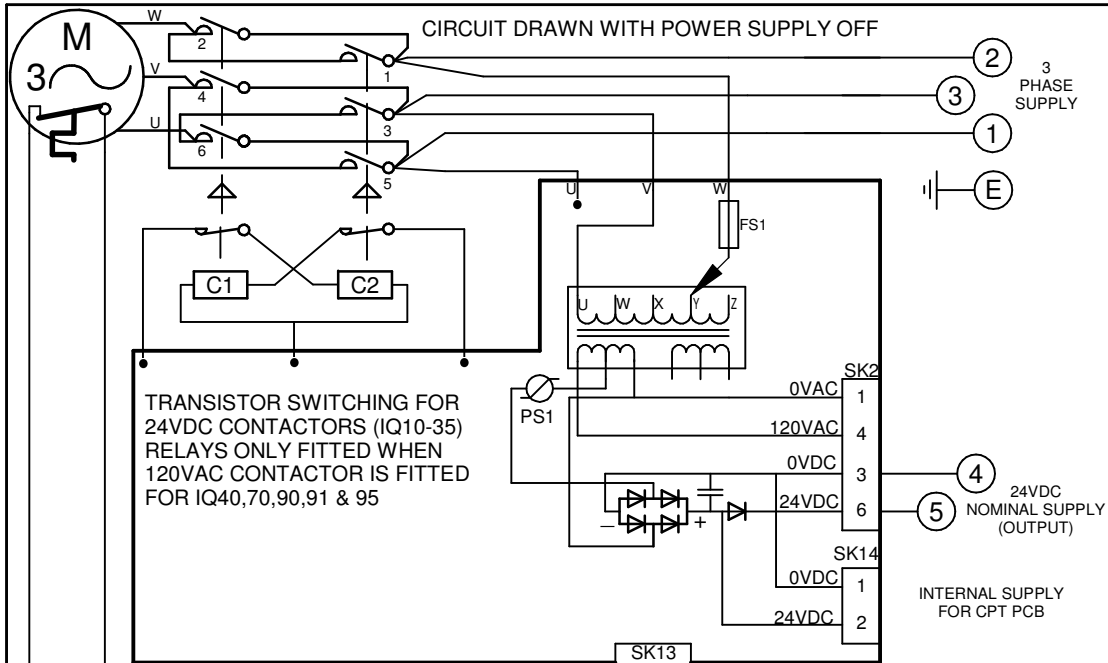 CIRCUIT DRAWN WITH POWER SUPPLY OFF
M
3
W
V
U
2
1
4
3
6
5
2
3
1
E
3
PHASE
SUPPLY
U
V
W
FS1
C1
C2
U
W
X
Y
Z
PS1
TRANSISTOR SWITCHING FOR
24VDC CONTACTORS (IQ10-35)
RELAYS ONLY FITTED WHEN
120VAC CONTACTOR IS FITTED
FOR IQ40,70,90,91 & 95
SK2
0VAC
1
120VAC
4
0VDC
3
24VDC
6
4
5
24VDC
NOMINAL SUPPLY
(OUTPUT)
–
+
SK14
0VDC
1
24VDC
2
INTERNAL SUPPLY
FOR CPT PCB
SK13